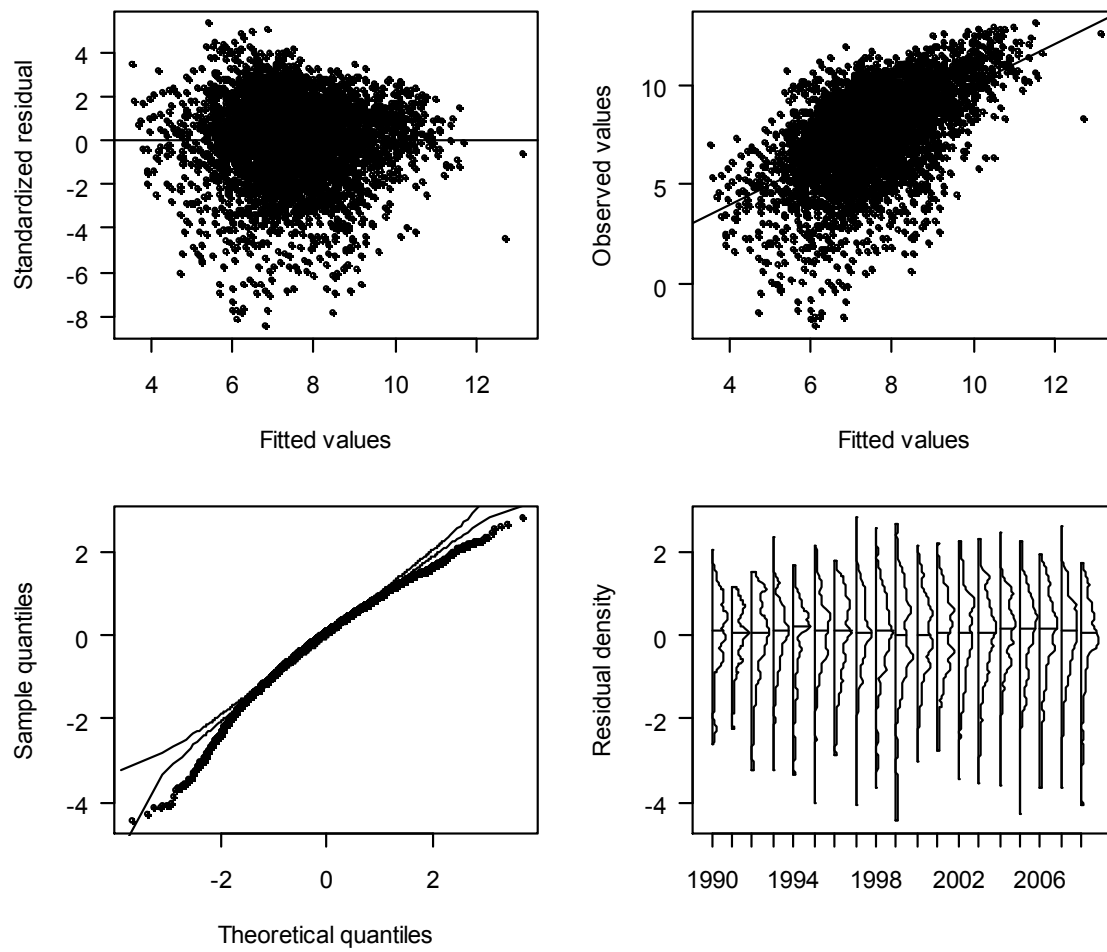 Standardized residual
4
2
0
-2
-4
-6
-8
4 6 8 10 12
Fitted values
Observed values
10
5
0
4 6 8 10 12
Fitted values
Sample quantiles
2
0
-2
-4
-2 0 2
Theoretical quantiles
Residual density
2
0
-2
-4
1990 1994 1998 2002 2006